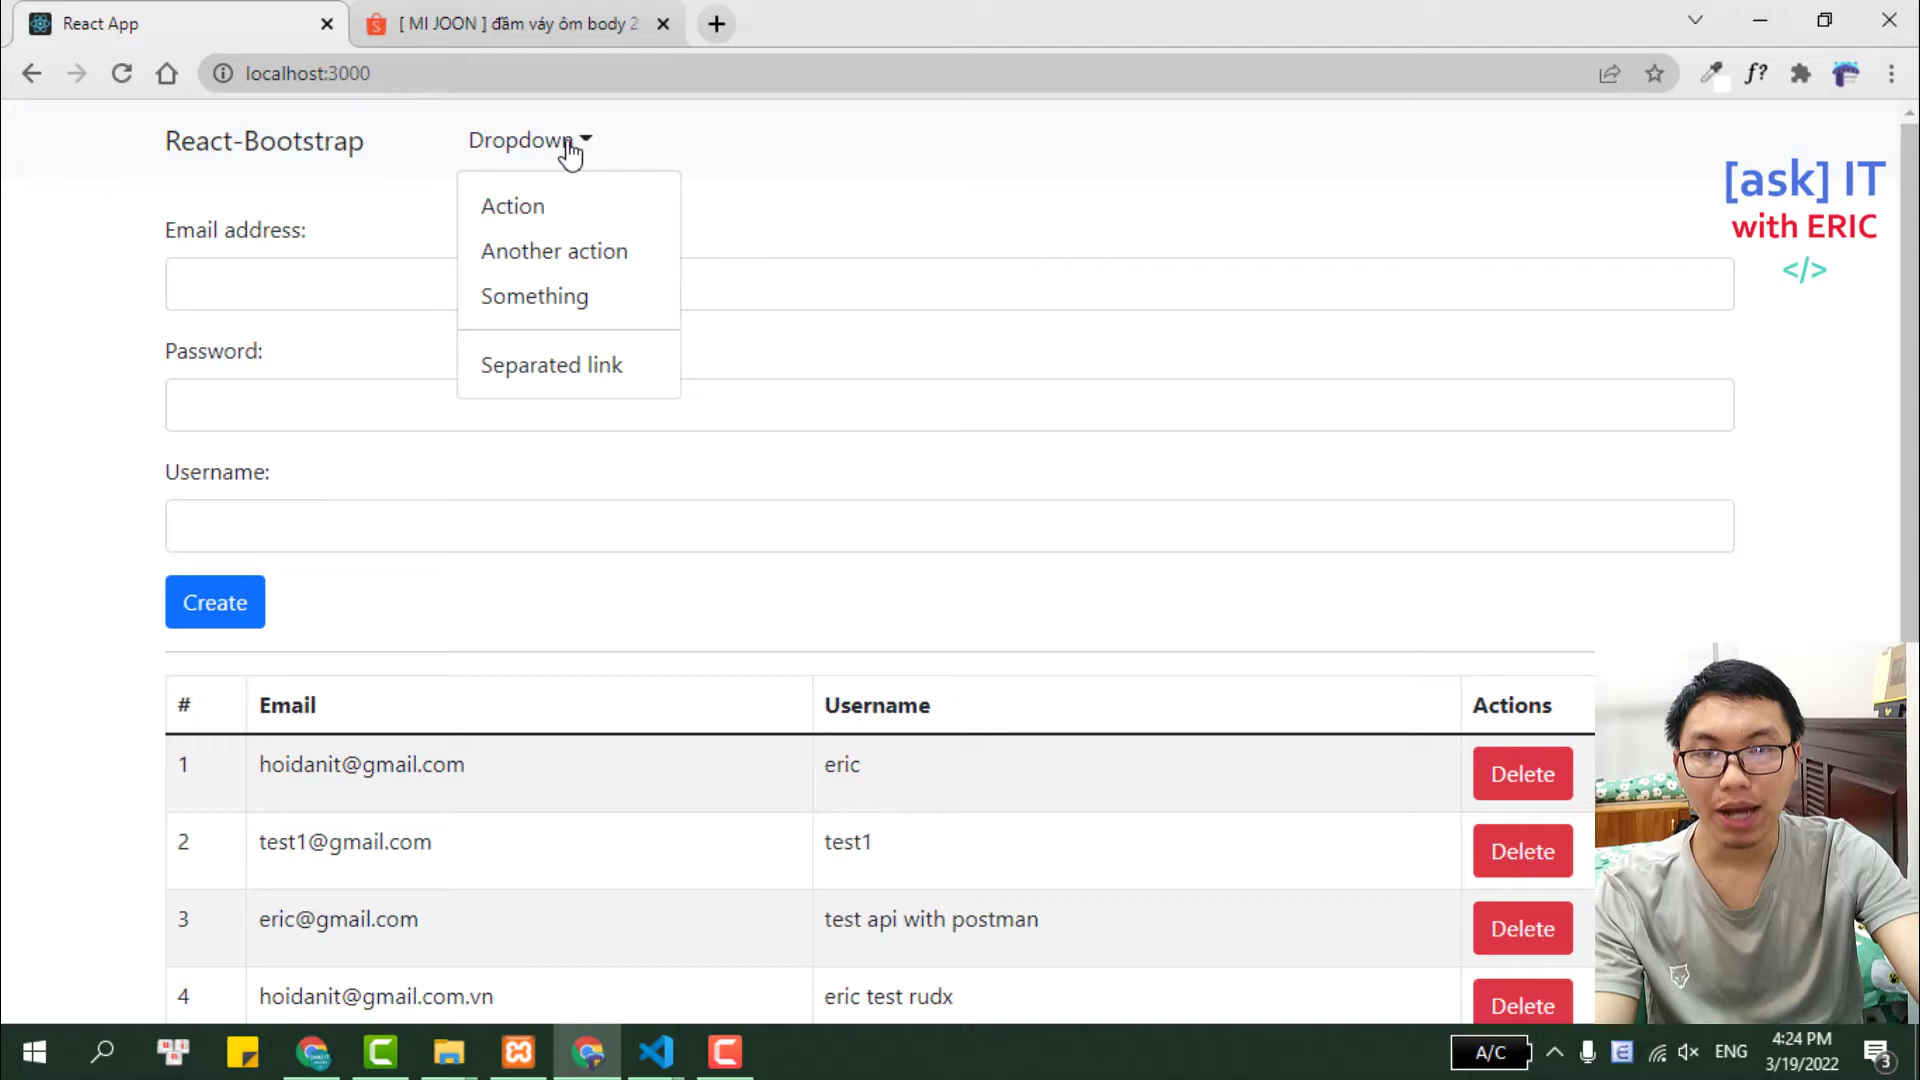 React App
[ MI JOON ] đầm váy ôm body 2
localhost:3000
f?
React-Bootstrap
Dropdown
Action
Another action
Something
Separated link
[ask] IT
with ERIC
</>
Email address:
Password:
Username:
Create
# Email Username Actions
1 hoidanit@gmail.com eric Delete
2 test1@gmail.com test1 Delete
3 eric@gmail.com test api with postman Delete
4 hoidanit@gmail.com.vn eric test rudx Delete
A/C
ENG
4:24 PM
3/19/2022
3